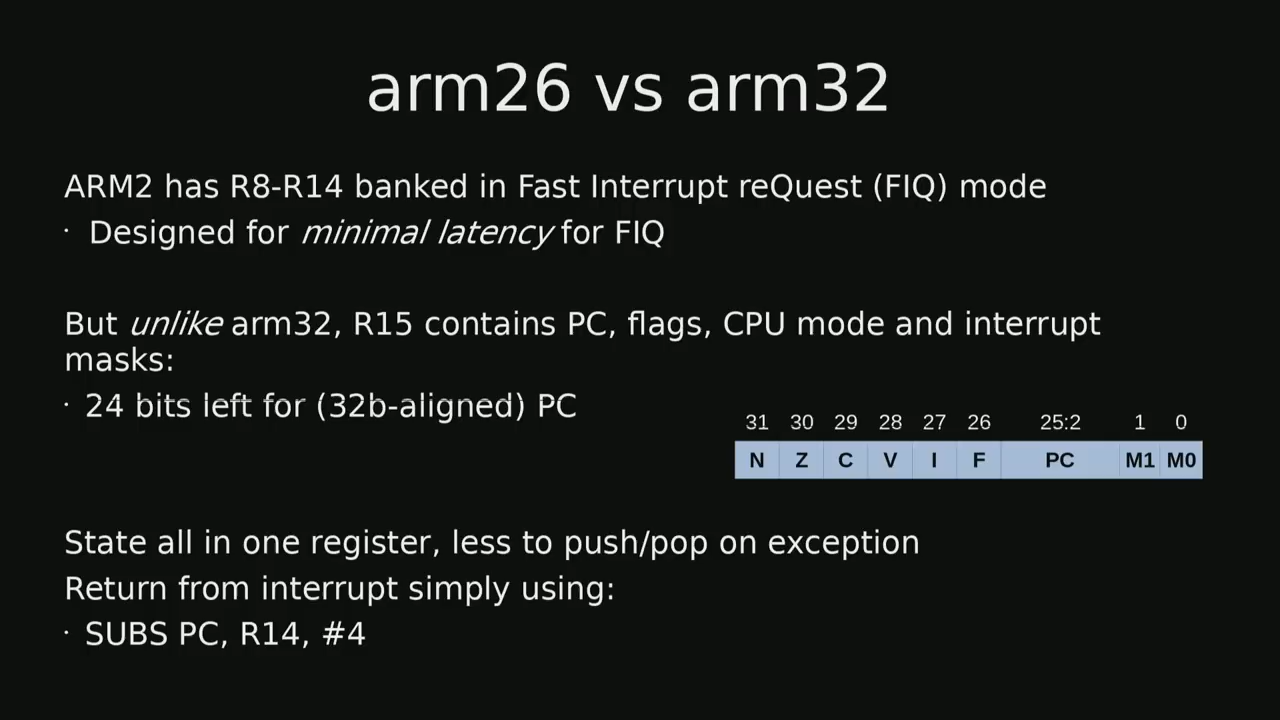 arm26 vs arm32
ARM2 has R8-R14 banked in Fast Interrupt reQuest (FIQ) mode
· Designed for minimal latency for FIQ
But unlike arm32, R15 contains PC, flags, CPU mode and interrupt
masks:
· 24 bits left for (32b-aligned) PC
31 30 29 28 27 26 25:2 1 0
N Z C V I F PC M1 M0
State all in one register, less to push/pop on exception
Return from interrupt simply using:
· SUBS PC, R14, #4